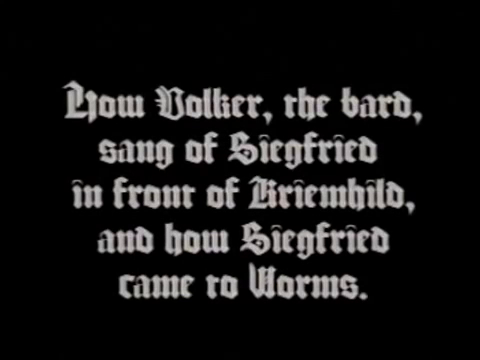 How Volker, the bard,
sang of Siegfried
in front of Kriemhild,
and how Siegfried
came to Worms.